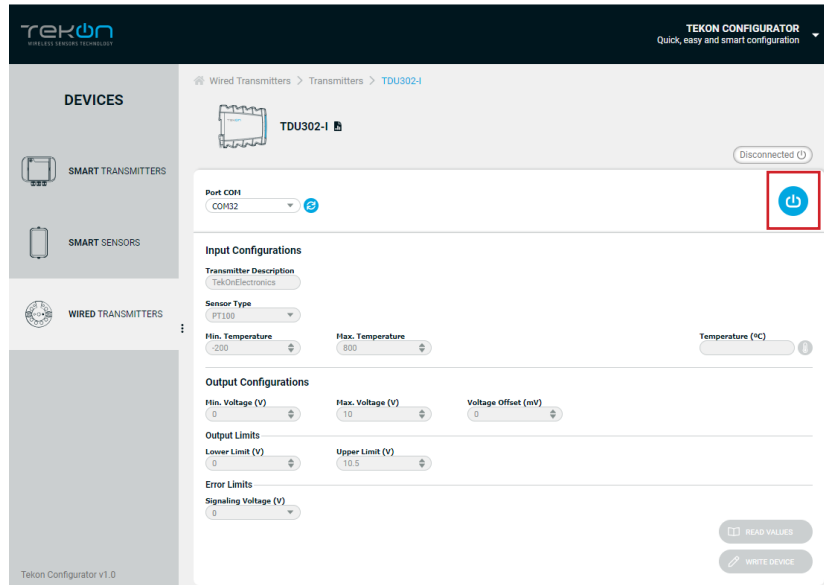 TEKON
WIRELESS SENSORS TECHNOLOGY
TEKON CONFIGURATOR
Quick, easy and smart configuration
DEVICES
SMART TRANSMITTERS
SMART SENSORS
WIRED TRANSMITTERS
Tekon Configurator v1.0
Wired Transmitters > Transmitters > TDU302-I
TEKON
TDU302-I
Disconnected
Port COM
COM32
Input Configurations
Transmitter Description
TekOnElectronics
Sensor Type
PT100
Min. Temperature Max. Temperature Temperature (ºC)
-200 800
Output Configurations
Min. Voltage (V) Max. Voltage (V) Voltage Offset (mV)
0 10 0
Output Limits
Lower Limit (V) Upper Limit (V)
0 10.5
Error Limits
Signaling Voltage (V)
0
READ VALUES
WRITE DEVICE